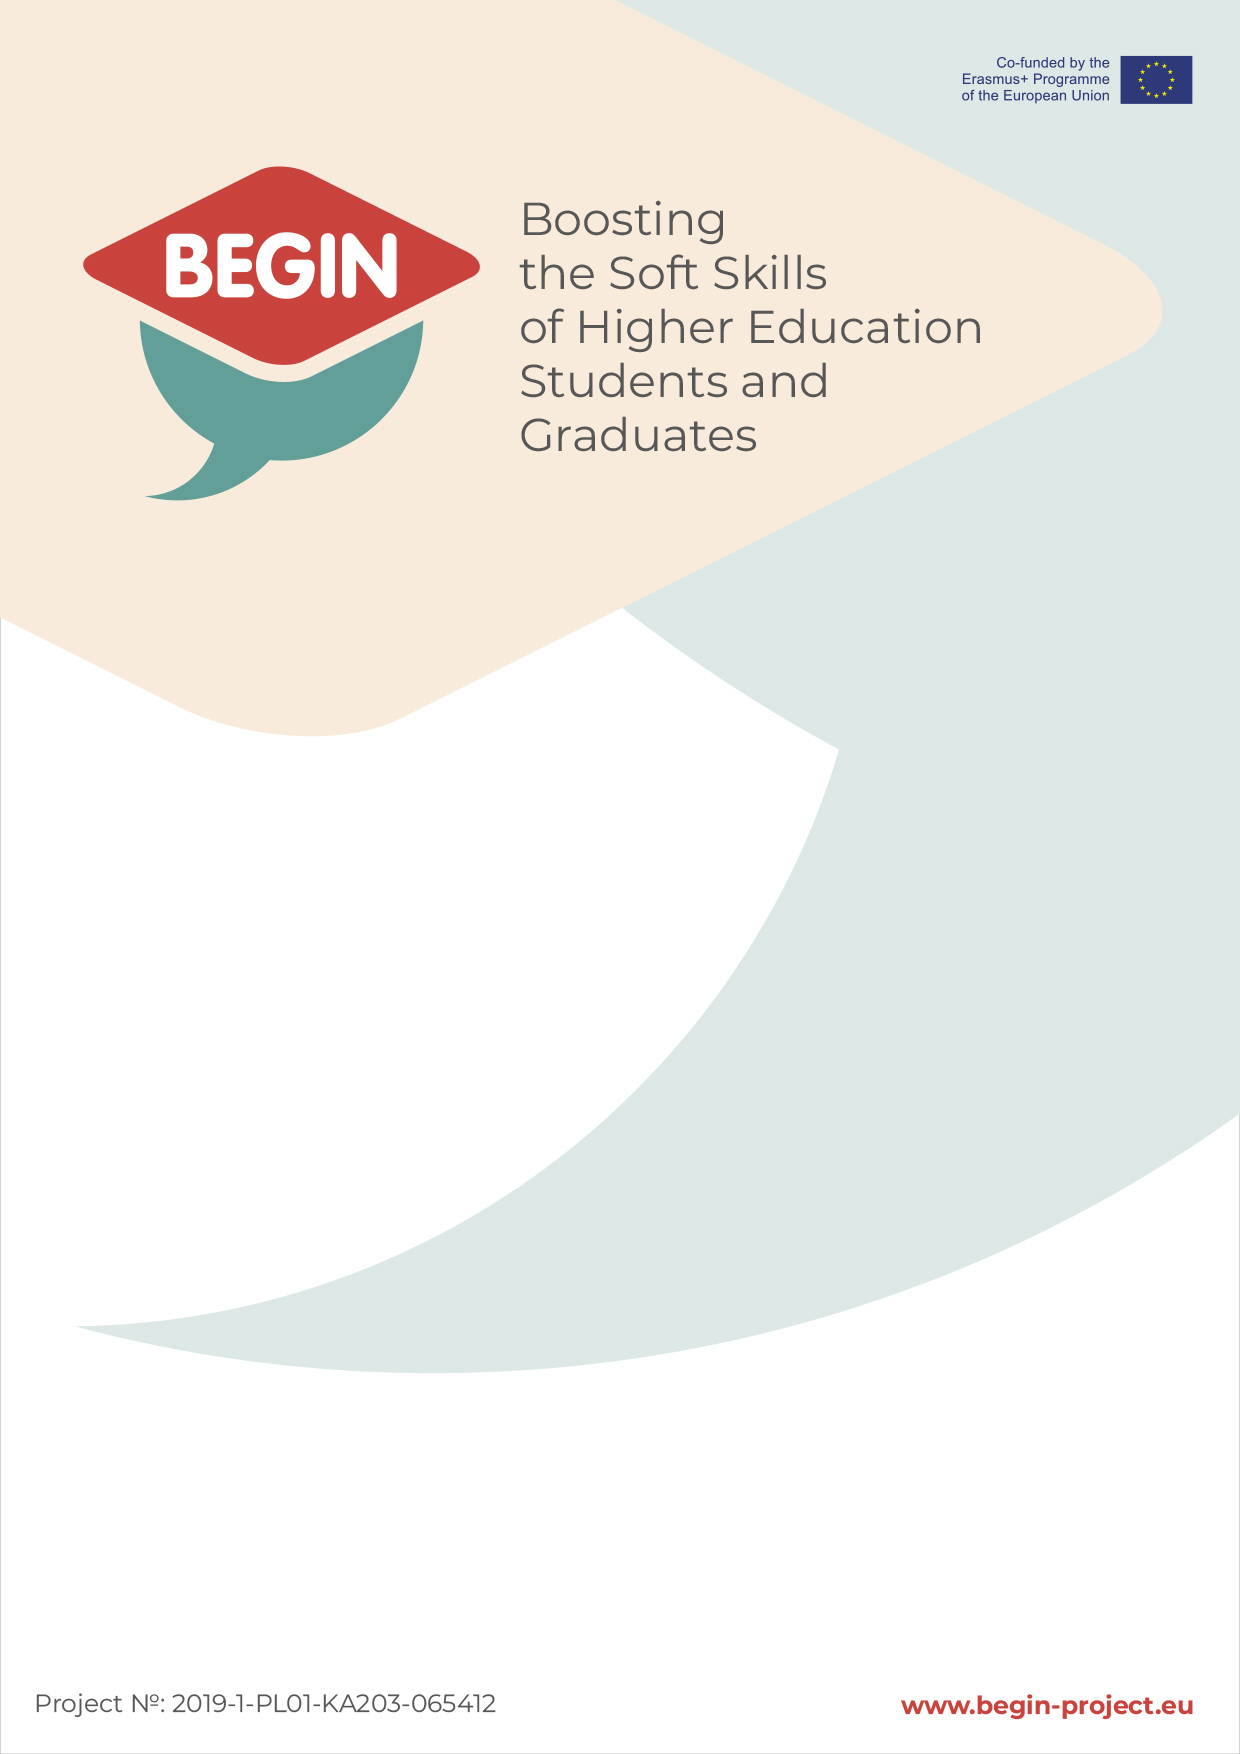 Co-funded by the
Erasmus+ Programme
of the European Union
BEGIN
Boosting
the Soft Skills
of Higher Education
Students and
Graduates
Project №: 2019-1-PL01-KA203-065412
www.begin-project.eu